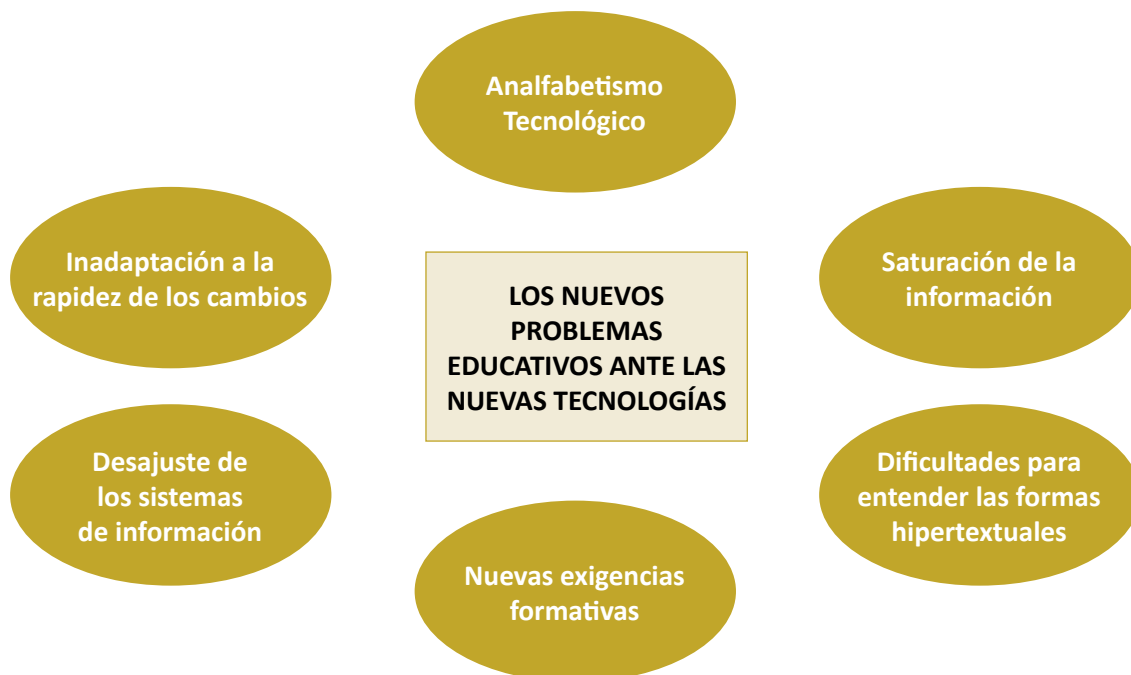 Analfabetismo
Tecnológico
Inadaptación a la
rapidez de los cambios
Saturación de la
información
LOS NUEVOS
PROBLEMAS
EDUCATIVOS ANTE LAS
NUEVAS TECNOLOGÍAS
Desajuste de
los sistemas
de información
Dificultades para
entender las formas
hipertextuales
Nuevas exigencias
formativas